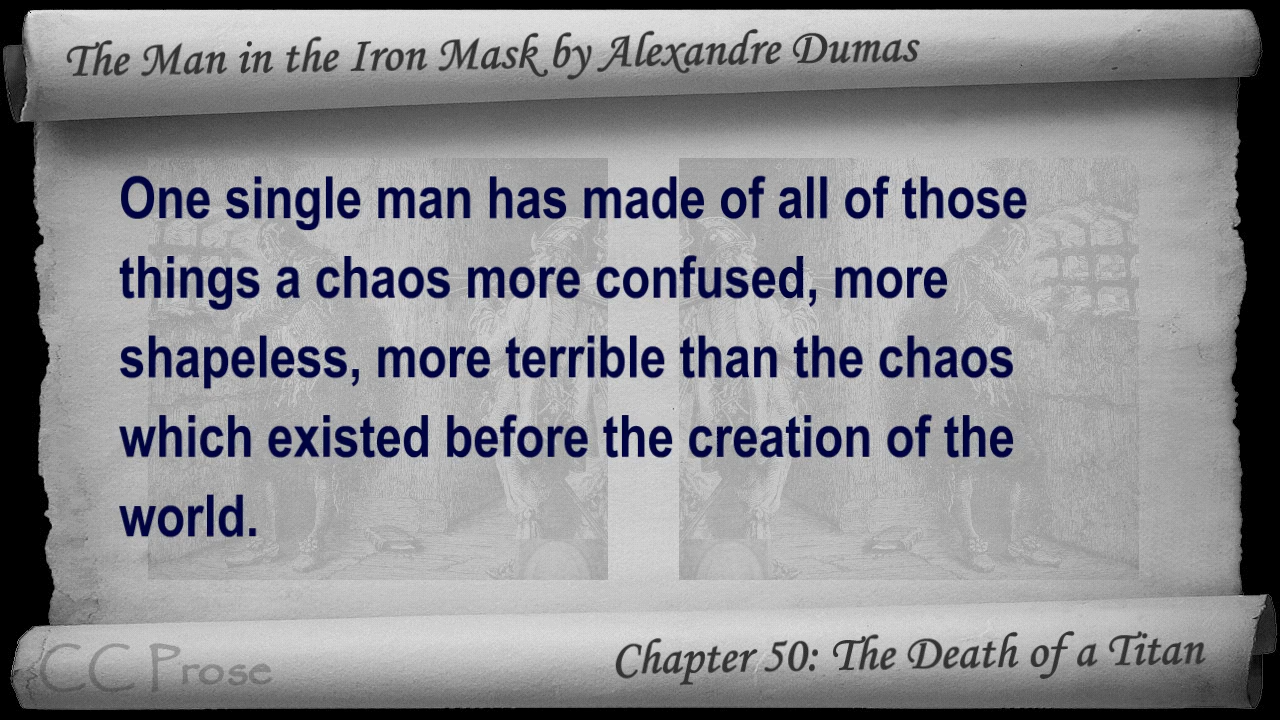 The Man in the Iron Mask by Alexandre Dumas
One single man has made of all of those
things a chaos more confused, more
shapeless, more terrible than the chaos
which existed before the creation of the
world.
CC Prose
Chapter 50: The Death of a Titan